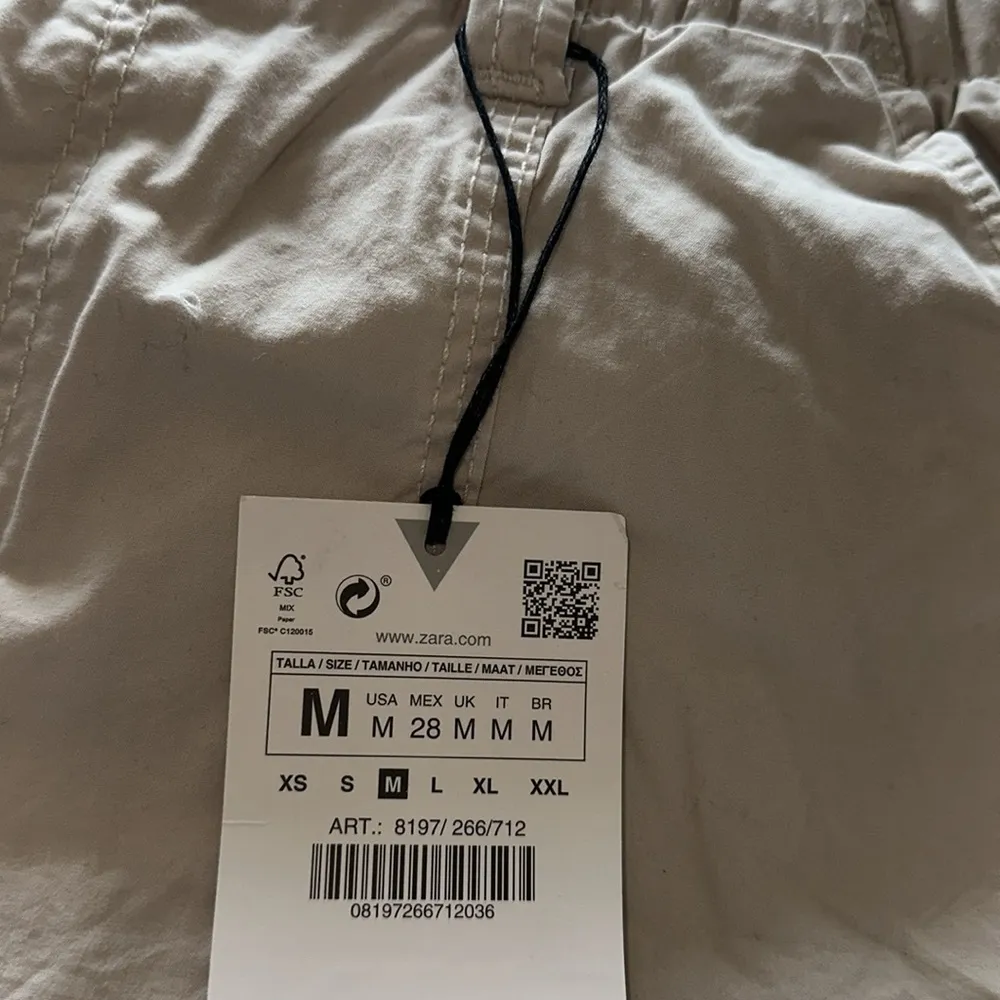 FSC
MIX
Paper
FSC® C120015
®
www.zara.com
TALLA / SIZE / TAMANHO / TAILLE / MAAT / ΜΕΓΕΘΟΣ
M USA MEX UK IT BR
M 28 M M M
XS S M L XL XXL
ART.: 8197/ 266/712
08197266712036